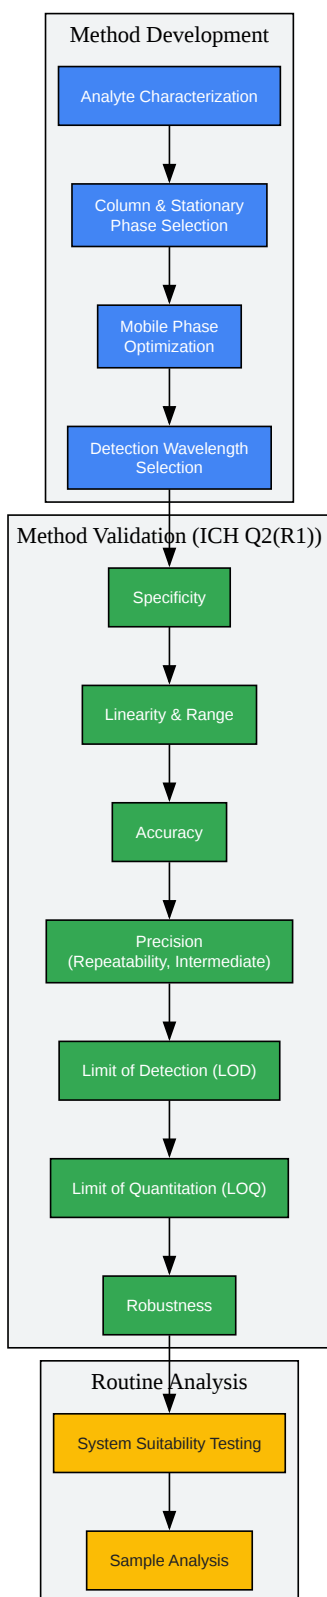 Method Development
Analyte Characterization
Column & Stationary
Phase Selection
Mobile Phase
Optimization
Detection Wavelength
Selection
Method Validation (ICH Q2(R1))
Specificity
Linearity & Range
Accuracy
Precision
(Repeatability, Intermediate)
Limit of Detection (LOD)
Limit of Quantitation (LOQ)
Robustness
Routine Analysis
System Suitability Testing
Sample Analysis